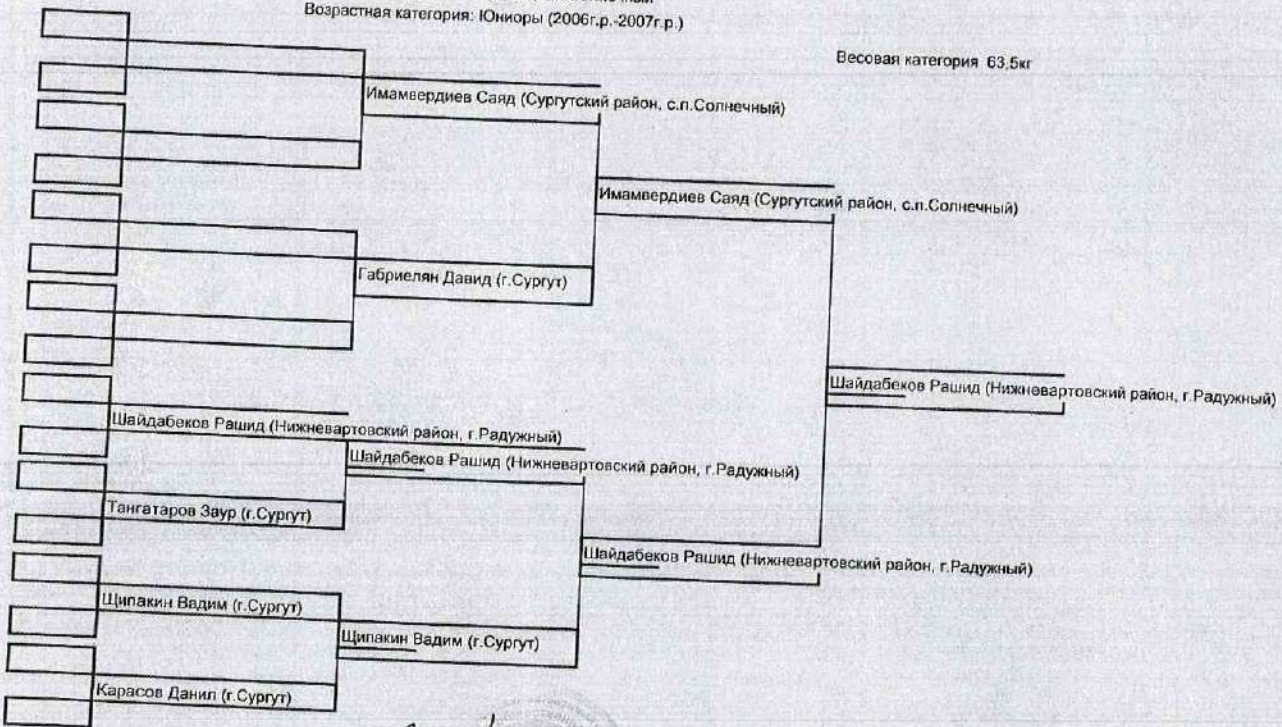 Возрастная категория: Юниоры (2006г.р.-2007г.р.)
Весовая категория 63,5кг
Имамвердиев Саяд (Сургутский район, с.п.Солнечный)
Имамвердиев Саяд (Сургутский район, с.п.Солнечный)
Габриелян Давид (г.Сургут)
Шайдабеков Рашид (Нижневартовский район, г.Радужный)
Шайдабеков Рашид (Нижневартовский район, г.Радужный)
Шайдабеков Рашид (Нижневартовский район, г.Радужный)
Тангатаров Заур (г.Сургут)
Шайдабеков Рашид (Нижневартовский район, г.Радужный)
Щипакин Вадим (г.Сургут)
Щипакин Вадим (г.Сургут)
Карасов Данил (г.Сургут)